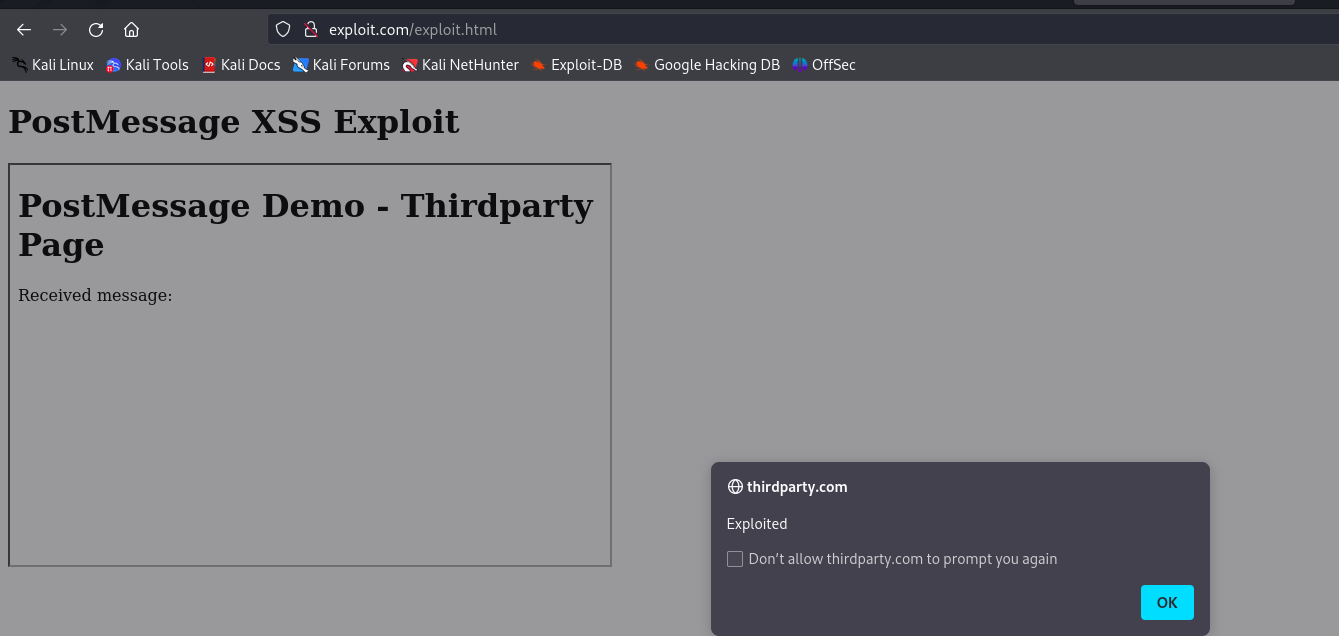 exploit.com/exploit.html
Kali Linux Kali Tools Kali Docs Kali Forums Kali NetHunter Exploit-DB Google Hacking DB OffSec
PostMessage XSS Exploit
PostMessage Demo - Thirdparty
Page
Received message:
thirdparty.com
Exploited
Don’t allow thirdparty.com to prompt you again
OK